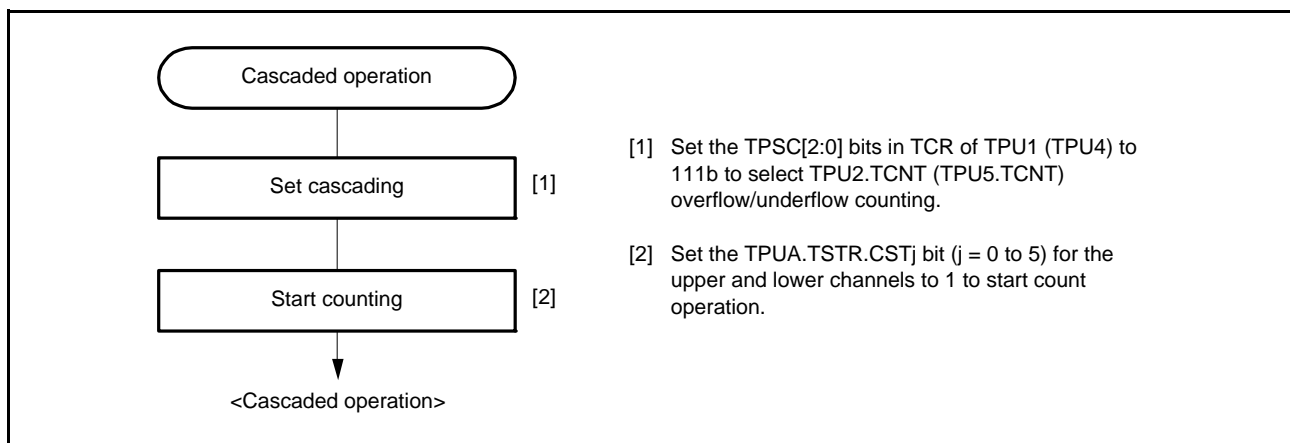 Cascaded operation
Set cascading
[1]
Start counting
[2]
<Cascaded operation>
[1] Set the TPSC[2:0] bits in TCR of TPU1 (TPU4) to
111b to select TPU2.TCNT (TPU5.TCNT)
overflow/underflow counting.
[2] Set the TPUA.TSTR.CSTj bit (j = 0 to 5) for the
upper and lower channels to 1 to start count
operation.